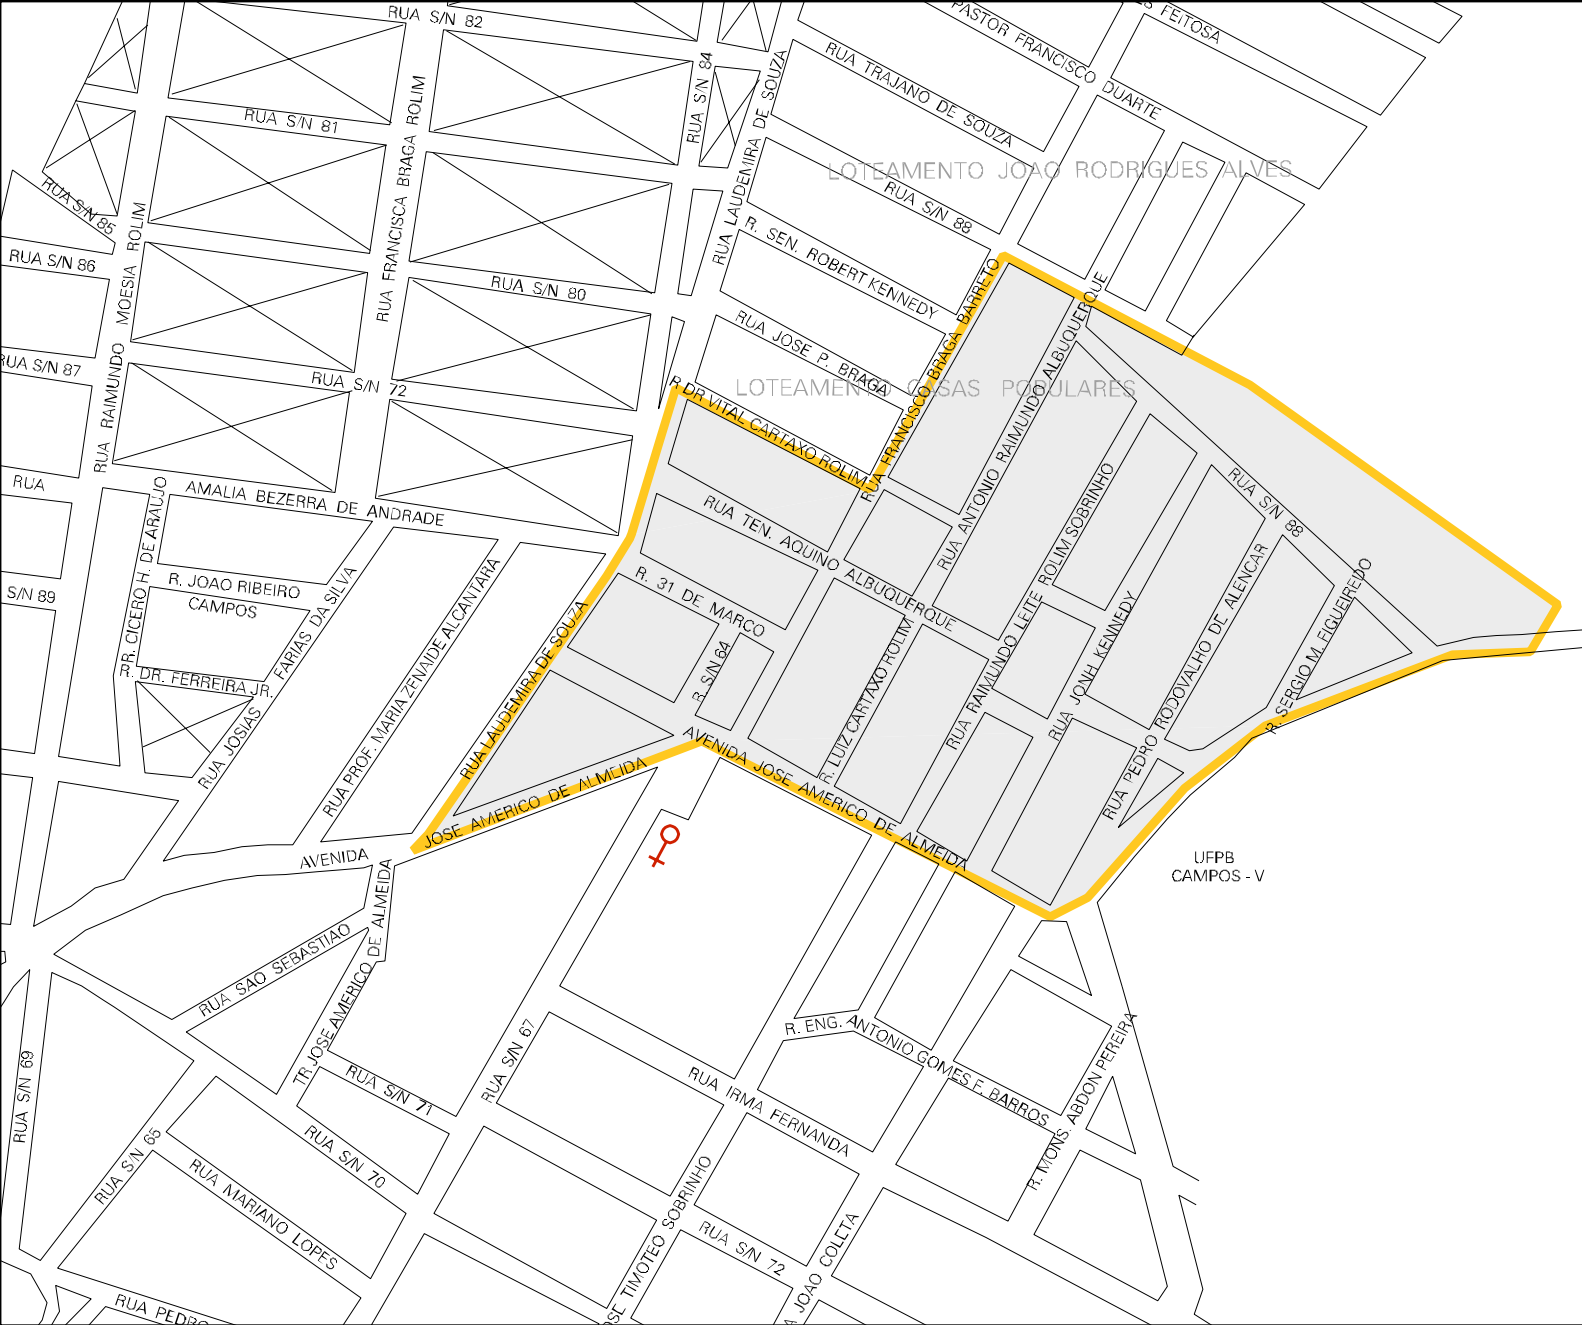 RUA S/N 82
PASTOR FRANCISCO DUARTE
FEITOSA
RUA TRAJANO DE SOUZA
RUA S/N 84
RUA LAUDEMIRA DE SOUZA
RUA S/N 81
RUA FRANCISCA BRAGA ROLIM
LOTEAMENTO JOAO RODRIGUES ALVES
RUA S/N 85
RUA S/N 88
RUA RAIMUNDO MOESIA ROLIM
R. SEN. ROBERT KENNEDY
RUA S/N 86
RUA S/N 80
RUA JOSE P. BRAGA
RUA FRANCISCO BRAGA BARRETO
RUA ANTONIO RAIMUNDO ALBUQUERQUE
RUA S/N 87
RUA S/N 72
LOTEAMENTO CASAS POPULARES
R.DR VITAL CARTAXO ROLIM
RUA
AMALIA BEZERRA DE ANDRADE
RUA S/N 88
RUA TEN. AQUINO ALBUQUERQUE
RUA RAIMUNDO LEITE ROLIM SOBRINHO
R. CICERO H. DE ARAUJO
R. JOAO RIBEIRO
CAMPOS
S/N 89
R. 31 DE MARCO
R. S/N 64
R. LUIZ CARTAXO ROLIM
RUA JONH KENNEDY
RUA PEDRO RODOVALHO DE ALENCAR
R. SERGIO M. FIGUEIREDO
R. DR. FERREIRA JR.
RUA JOSIAS FARIAS DA SILVA
RUA PROF. MARIA ZENAIDE ALCANTARA
RUA LAUDEMIRA DE SOUZA
AVENIDA JOSE AMERICO DE ALMEIDA
AVENIDA JOSE AMERICO DE ALMEIDA
UFPB
CAMPOS - V
RUA SAO SEBASTIAO
TR JOSE AMERICO DE ALMEIDA
R. ENG. ANTONIO GOMES F. BARROS
R. MONS. ABDON PEREIRA
RUA S/N 67
RUA S/N 69
RUA S/N 71
RUA IRMA FERNANDA
RUA S/N 65
RUA S/N 70
RUA MARIANO LOPES
TIMOTEO SOBRINHO
RUA S/N 72
JOAO COLETA
RUA PEDRO